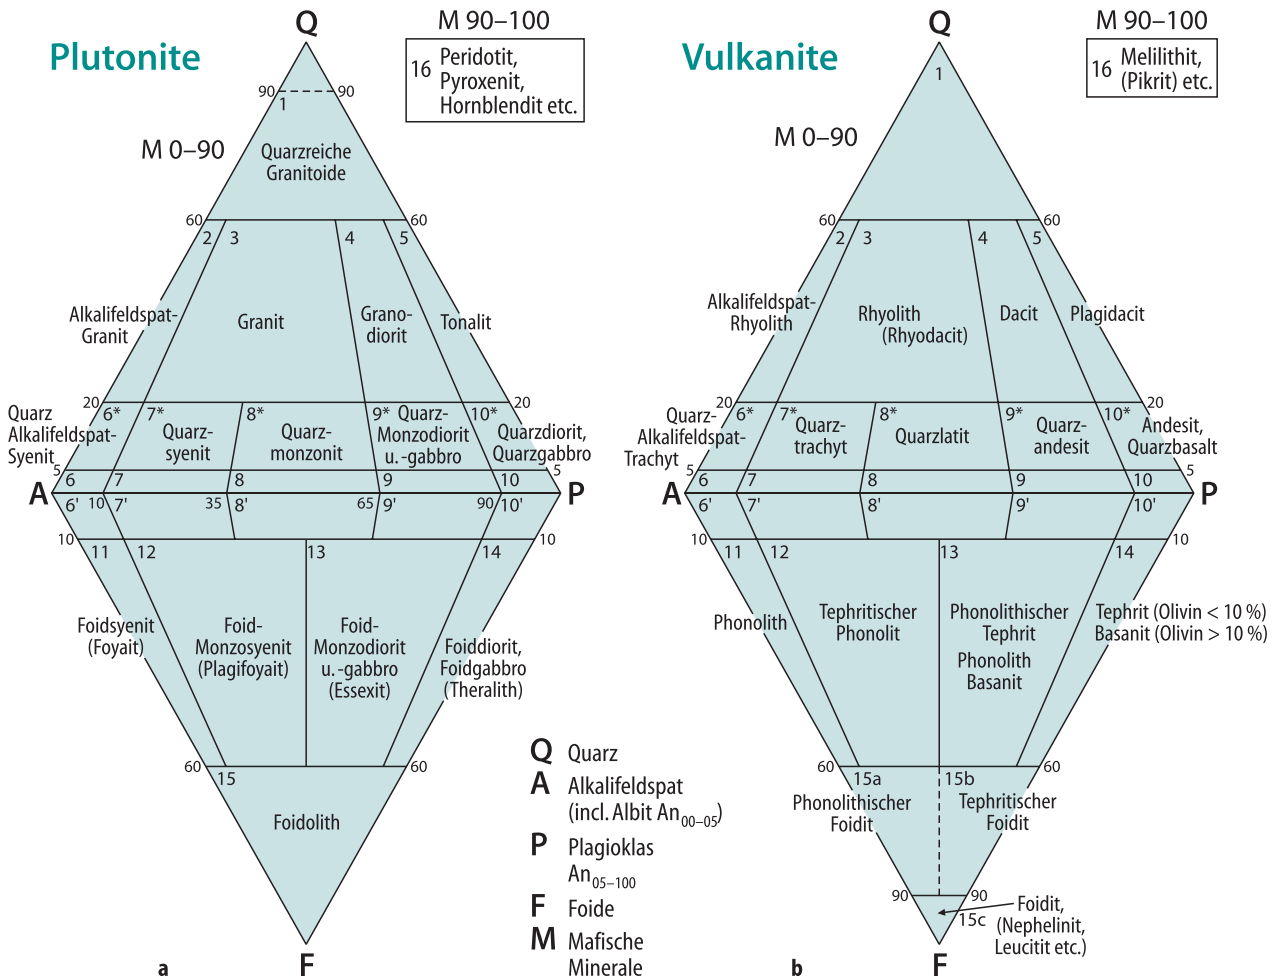 Plutonite
Q
M 90–100
16 Peridotit,
Pyroxenit,
Hornblendit etc.
M 0–90
90
90
1
Quarzreiche
Granitoide
60
60
2
3
4
5
Alkalifeldspat-
Granit
Granit
Grano-
diorit
Tonalit
20
20
Quarz
Alkalifeldspat-
Syenit
6*
7*
8*
9*
10*
Quarz-
syenit
Quarz-
monzonit
Quarz-
Monzodiorit
u. -gabbro
Quarzdiorit,
Quarzgabbro
5
5
6
7
8
9
10
A
P
6'
10
7'
35
8'
65
9'
90
10'
10
10
11
12
13
14
Foidsyenit
(Foyait)
Foid-
Monzosyenit
(Plagifoyait)
Foid-
Monzodiorit
u. -gabbro
(Essexit)
Foiddiorit,
Foidgabbro
(Theralith)
60
60
15
Foidolith
F
a
Q Quarz
A Alkalifeldspat
(incl. Albit An00–05)
P Plagioklas
An05–100
F Foide
M Mafische
Minerale
Vulkanite
Q
M 90–100
16 Melilithit,
(Pikrit) etc.
M 0–90
1
60
60
2
3
4
5
Alkalifeldspat-
Rhyolith
Rhyolith
(Rhyodacit)
Dacit
Plagidacit
20
20
Quarz-
Alkalifeldspat-
Trachyt
6*
7*
8*
9*
10*
Quarz-
trachyt
Quarzlatit
Quarz-
andesit
Andesit,
Quarzbasalt
5
5
6
7
8
9
10
A
P
6'
7'
8'
9'
10'
10
10
11
12
13
14
Phonolith
Tephritischer
Phonolit
Phonolithischer
Tephrit
Phonolith
Basanit
Tephrit (Olivin < 10 %)
Basanit (Olivin > 10 %)
60
60
15a
15b
Phonolithischer
Foidit
Tephritischer
Foidit
90
90
15c
Foidit,
(Nephelinit,
Leucitit etc.)
F
b